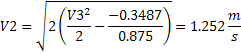 V2 = √(2(V3²/2 − −0.3487/0.875)) = 1.252 m/s